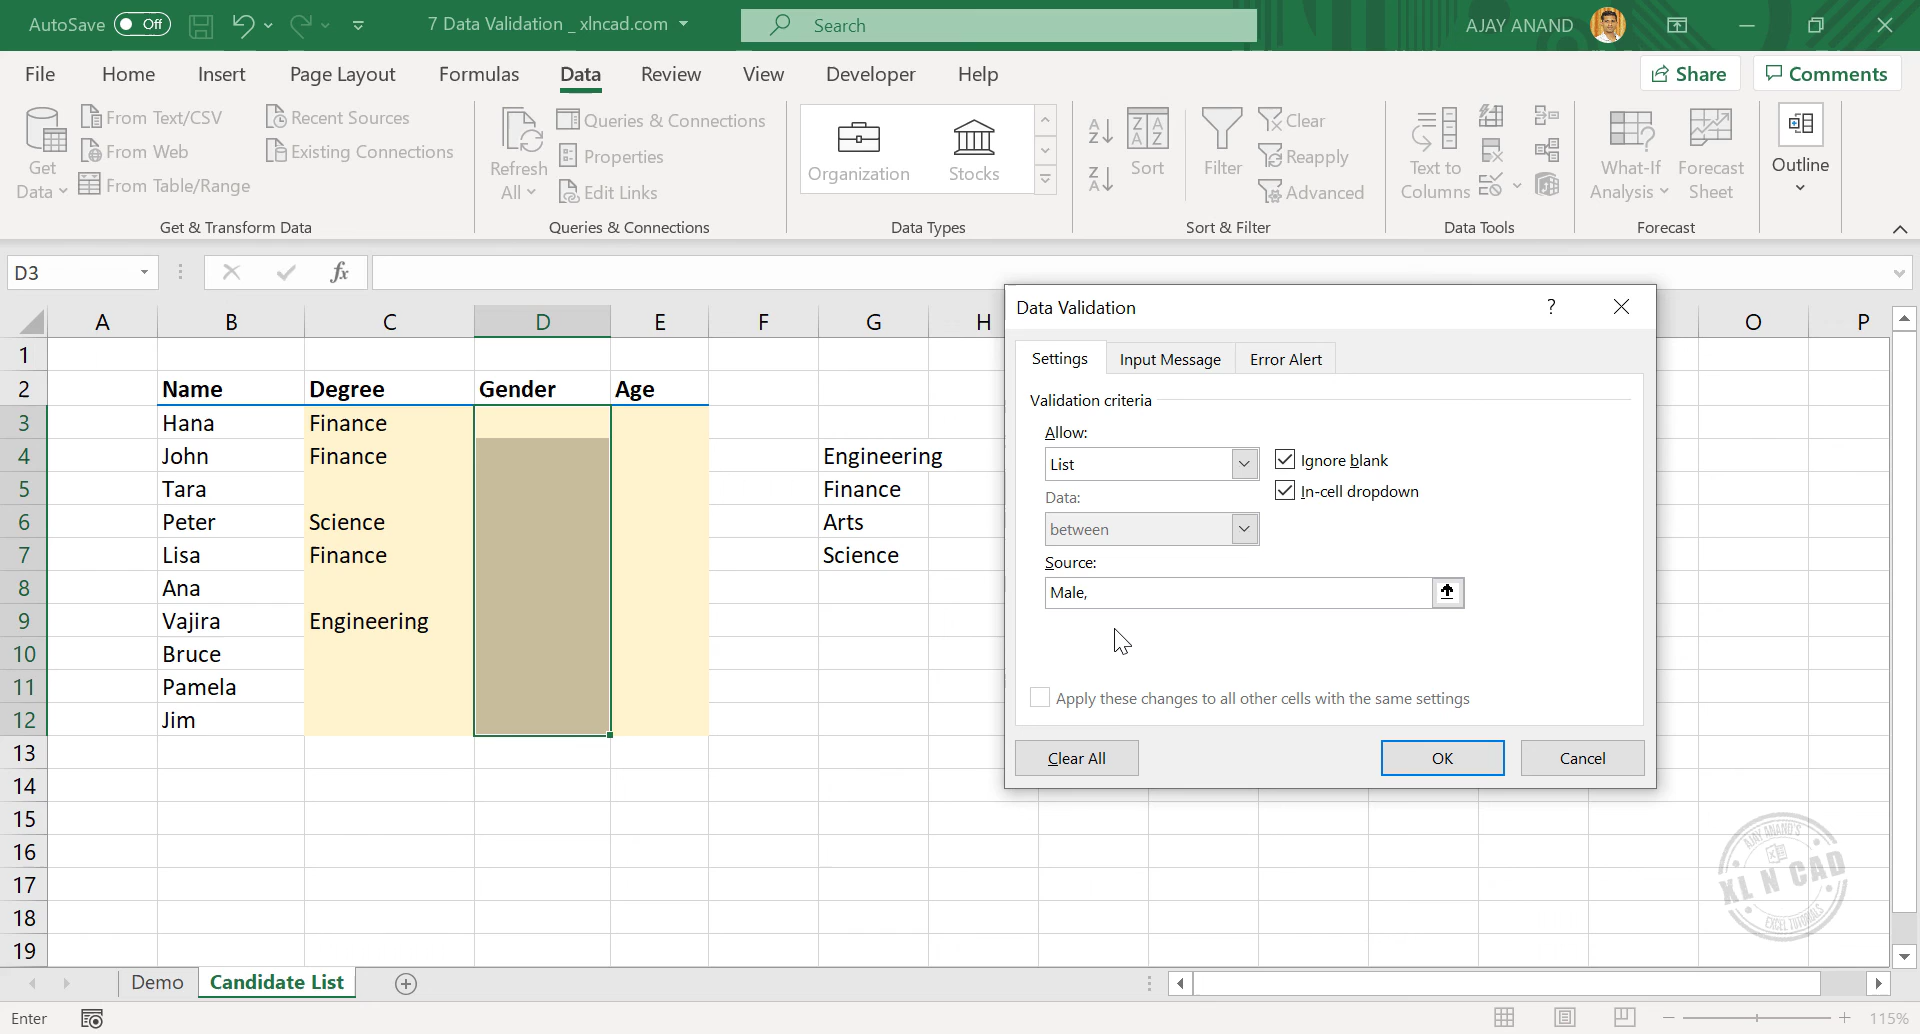 AutoSave Off 7 Data Validation _ xlncad.com Search AJAY ANAND
File Home Insert Page Layout Formulas Data Review View Developer Help Share Comments
Get Data
From Text/CSV
From Web
From Table/Range
Recent Sources
Existing Connections
Get & Transform Data
Refresh All
Queries & Connections
Properties
Edit Links
Queries & Connections
Organization Stocks
Data Types
Sort
Filter
Clear
Reapply
Advanced
Sort & Filter
Text to Columns
Data Tools
What-If Analysis
Forecast Sheet
Forecast
Outline
D3 fx
A B C D E F G H O P
1
2 Name Degree Gender Age
3 Hana Finance
4 John Finance Engineering
5 Tara Finance
6 Peter Science Arts
7 Lisa Finance Science
8 Ana
9 Vajira Engineering
10 Bruce
11 Pamela
12 Jim
13
14
15
16
17
18
19
Data Validation ?
Settings Input Message Error Alert
Validation criteria
Allow:
List
Ignore blank
In-cell dropdown
Data:
between
Source:
Male,
Apply these changes to all other cells with the same settings
Clear All OK Cancel
AJAY ANAND'S
XL N CAD
EXCEL TUTORIALS
Demo Candidate List
Enter 115%